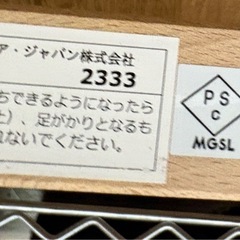 ア・ジャパン株式会社
2333
ちできるようになったら
上）、足がかりとなるも
れないでください。
PS
C
MGSL